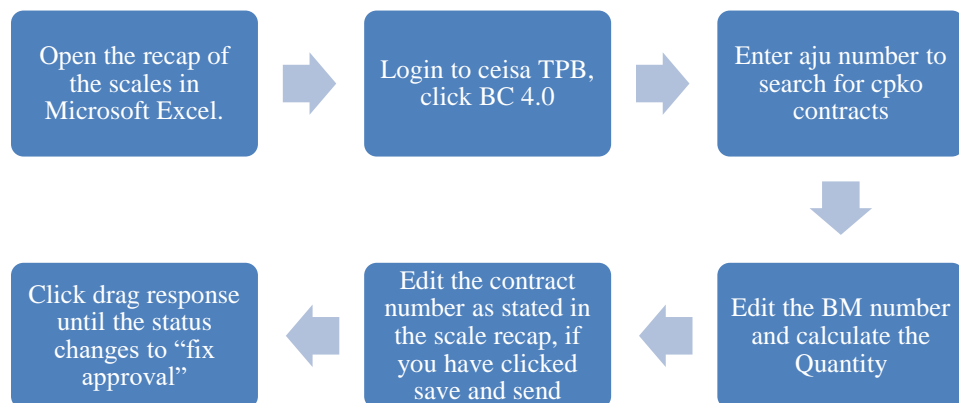 Open the recap of
the scales in
Microsoft Excel.
Login to ceisa TPB,
click BC 4.0
Enter aju number to
search for cpko
contracts
Edit the BM number
and calculate the
Quantity
Edit the contract
number as stated in
the scale recap, if
you have clicked
save and send
Click drag response
until the status
changes to “fix
approval”